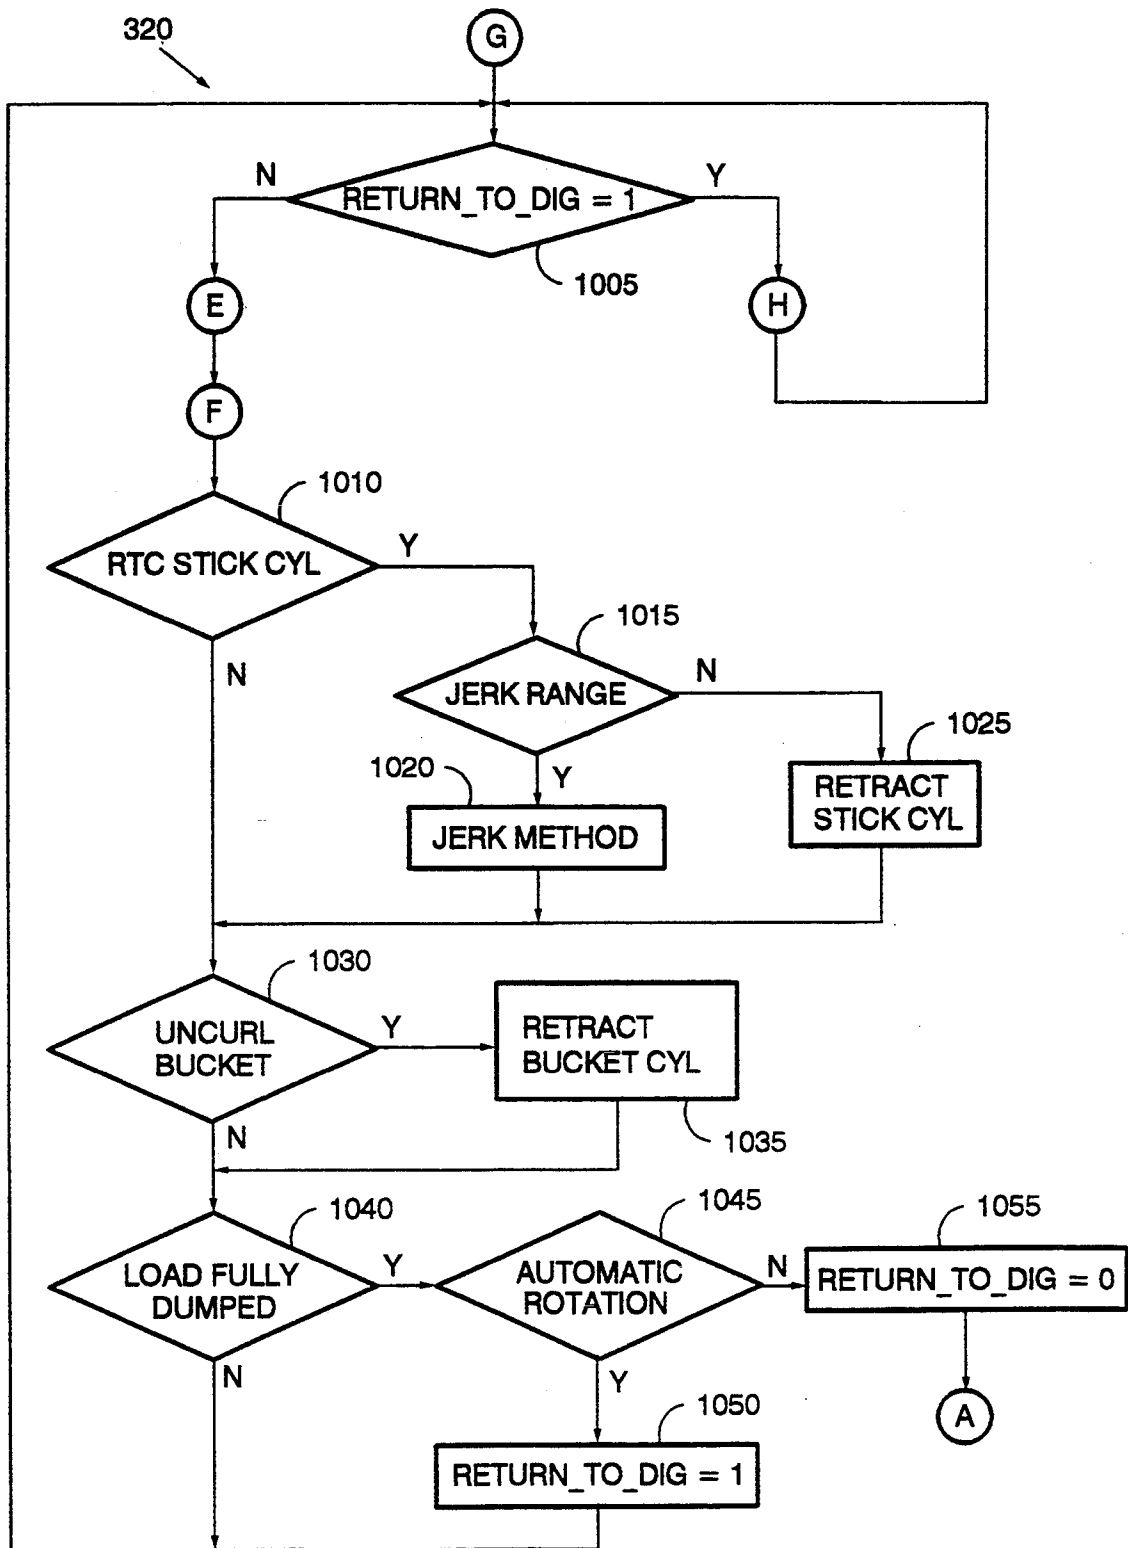 320
G
N
RETURN_TO_DIG = 1
Y
1005
E
H
F
1010
RTC STICK CYL
Y
1015
N
JERK RANGE
N
1025
1020
Y
RETRACT
STICK CYL
JERK METHOD
1030
UNCURL
BUCKET
Y
RETRACT
BUCKET CYL
N
1035
1040
1045
1055
LOAD FULLY
DUMPED
Y
AUTOMATIC
ROTATION
N
RETURN_TO_DIG = 0
N
Y
1050
A
RETURN_TO_DIG = 1